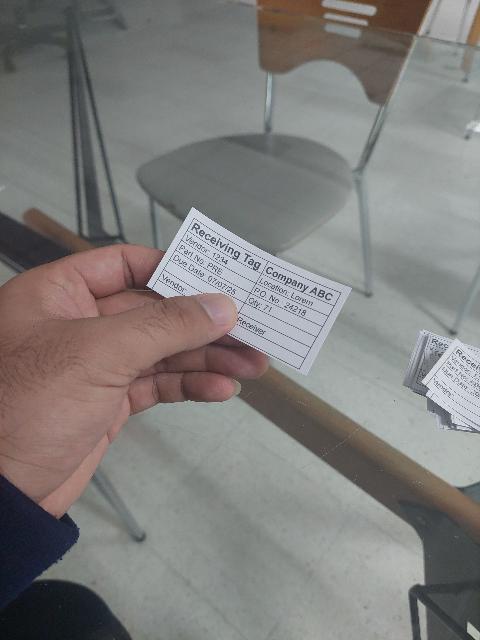 Receiving Tag Company ABC
Vendor: 1234 Location: Lorem
Part No. PRE P.O. No. 24218
Due Date: 07/07/25 Qty: 71
Vendor:
Receiver